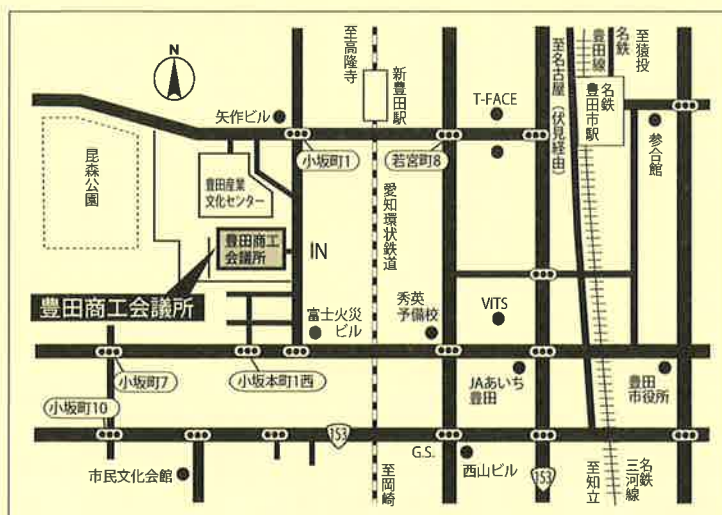 N
至高隆寺
新豊田駅
至名古屋（伏見経由）
名鉄
豊田線
至猿投
矢作ビル
T-FACE
名鉄
豊田市駅
昆森公園
小坂町1
若宮町8
参合館
豊田産業
文化センター
愛知環状鉄道
豊田商工
会議所
IN
豊田商工会議所
富士火災
ビル
秀英
予備校
VITS
小坂町7
小坂本町1西
JAあいち
豊田
豊田
市役所
小坂町10
153
市民文化会館
至岡崎
G.S.
西山ビル
153
至知立
名鉄
三河線